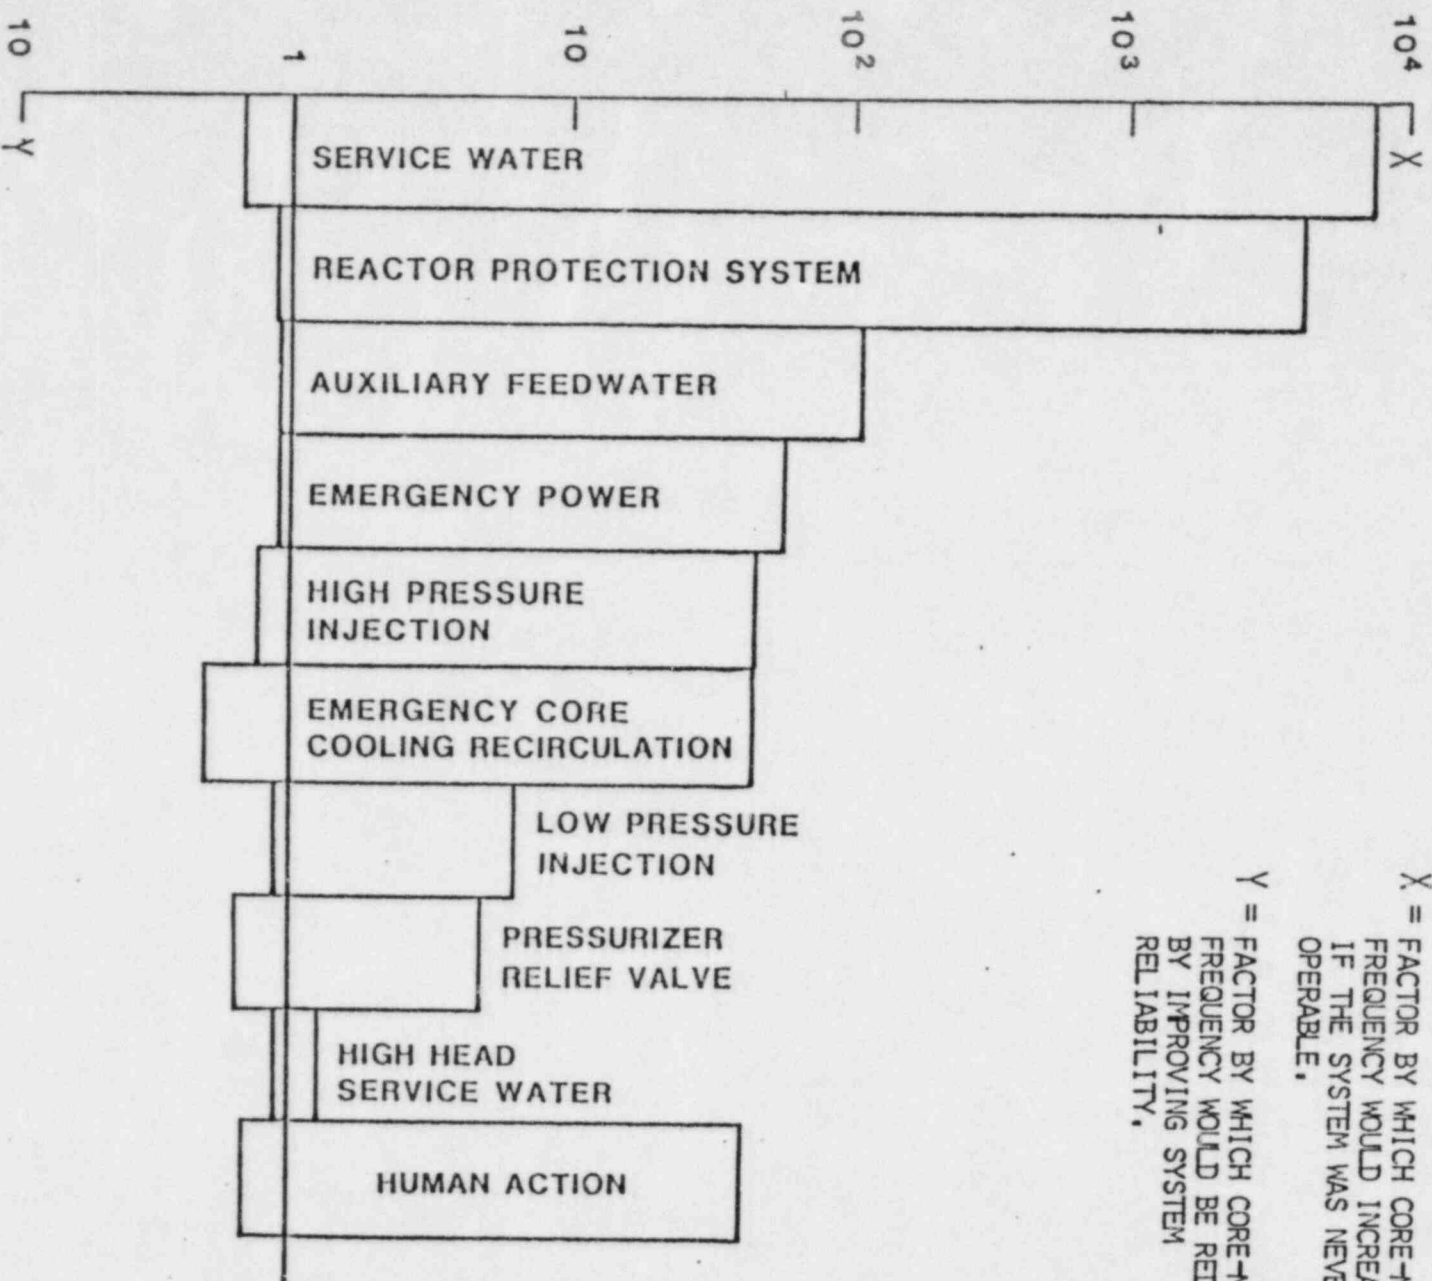 10
1
10
10²
10³
10⁴
Y
X
SERVICE WATER
REACTOR PROTECTION SYSTEM
AUXILIARY FEEDWATER
EMERGENCY POWER
HIGH PRESSURE
INJECTION
EMERGENCY CORE
COOLING RECIRCULATION
LOW PRESSURE
INJECTION
PRESSURIZER
RELIEF VALVE
HIGH HEAD
SERVICE WATER
HUMAN ACTION
X = FACTOR BY WHICH CORE-
FREQUENCY WOULD
IF THE SYSTEM WAS
OPERABLE.
Y = FACTOR BY WHICH CORE-
FREQUENCY WOULD BE
BY IMPROVING SYSTEM
RELIABILITY.